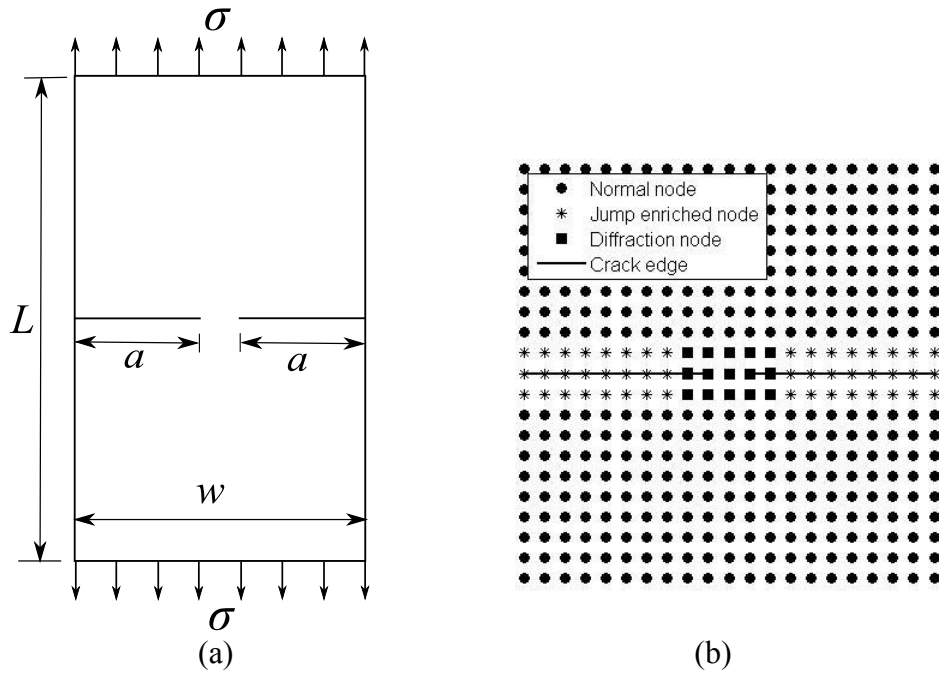 σ
L
a
a
w
σ
(a)
Normal node
Jump enriched node
Diffraction node
Crack edge
(b)